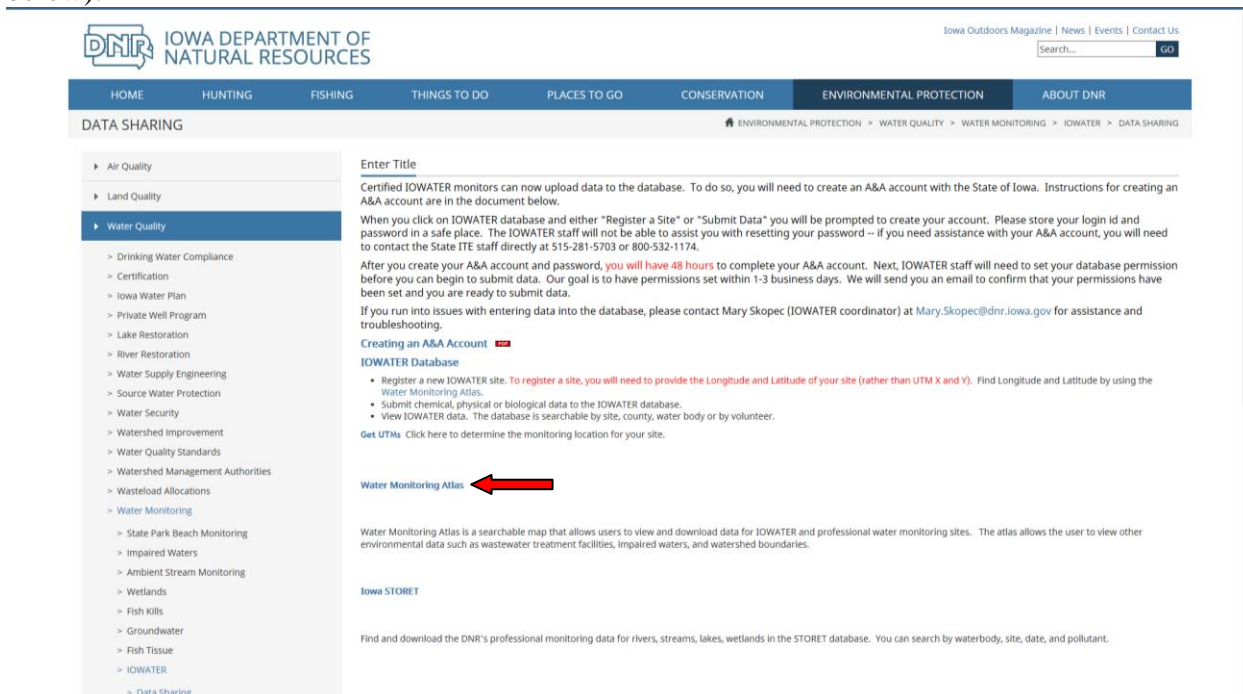 below).
DNR IOWA DEPARTMENT OF
NATURAL RESOURCES
Iowa Outdoors Magazine | News | Events | Contact Us
Search... GO
HOME HUNTING FISHING THINGS TO DO PLACES TO GO CONSERVATION ENVIRONMENTAL PROTECTION ABOUT DNR
DATA SHARING
ENVIRONMENTAL PROTECTION > WATER QUALITY > WATER MONITORING > IOWATER > DATA SHARING
Air Quality
Land Quality
Water Quality
> Drinking Water Compliance
> Certification
> Iowa Water Plan
> Private Well Program
> Lake Restoration
> River Restoration
> Water Supply Engineering
> Source Water Protection
> Water Security
> Watershed Improvement
> Water Quality Standards
> Watershed Management Authorities
> Wasteload Allocations
> Water Monitoring
> State Park Beach Monitoring
> Impaired Waters
> Ambient Stream Monitoring
> Wetlands
> Fish Kills
> Groundwater
> Fish Tissue
> IOWATER
> Data Sharing
Enter Title
Certified IOWATER monitors can now upload data to the database. To do so, you will need to create an A&A account with the State of Iowa. Instructions for creating an
A&A account are in the document below.
When you click on IOWATER database and either "Register a Site" or "Submit Data" you will be prompted to create your account. Please store your login id and
password in a safe place. The IOWATER staff will not be able to assist you with resetting your password -- if you need assistance with your A&A account, you will need
to contact the State ITE staff directly at 515-281-5703 or 800-532-1174.
After you create your A&A account and password, you will have 48 hours to complete your A&A account. Next, IOWATER staff will need to set your database permission
before you can begin to submit data. Our goal is to have permissions set within 1-3 business days. We will send you an email to confirm that your permissions have
been set and you are ready to submit data.
If you run into issues with entering data into the database, please contact Mary Skopec (IOWATER coordinator) at Mary.Skopec@dnr.iowa.gov for assistance and
troubleshooting.
Creating an A&A Account PDF
IOWATER Database
• Register a new IOWATER site. To register a site, you will need to provide the Longitude and Latitude of your site (rather than UTM X and Y). Find Longitude and Latitude by using the
Water Monitoring Atlas.
• Submit chemical, physical or biological data to the IOWATER database.
• View IOWATER data. The database is searchable by site, county, water body or by volunteer.
Get UTMs Click here to determine the monitoring location for your site.
Water Monitoring Atlas
Water Monitoring Atlas is a searchable map that allows users to view and download data for IOWATER and professional water monitoring sites. The atlas allows the user to view other
environmental data such as wastewater treatment facilities, impaired waters, and watershed boundaries.
Iowa STORET
Find and download the DNR's professional monitoring data for rivers, streams, lakes, wetlands in the STORET database. You can search by waterbody, site, date, and pollutant.